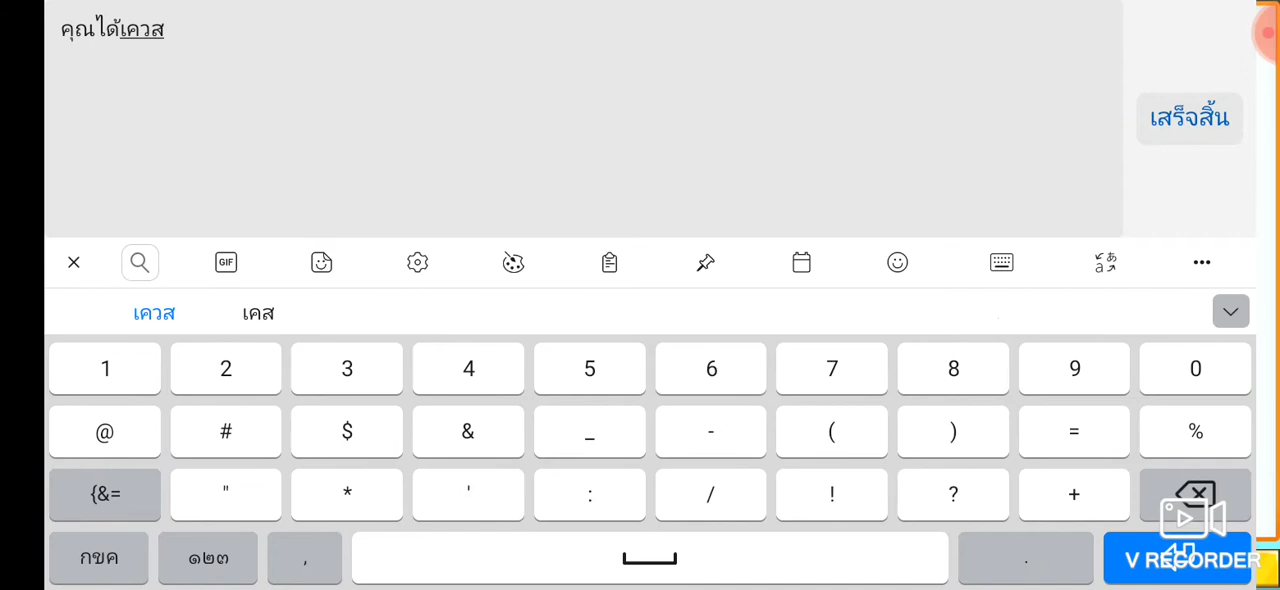 คุณได้เควส
เสร็จสิ้น
GIF
เควส เคส
1 2 3 4 5 6 7 8 9 0
@ # $ & _ - ( ) = %
{&= " * ' : / ! ? +
กขค ๑๒๓ , .
V RECORDER